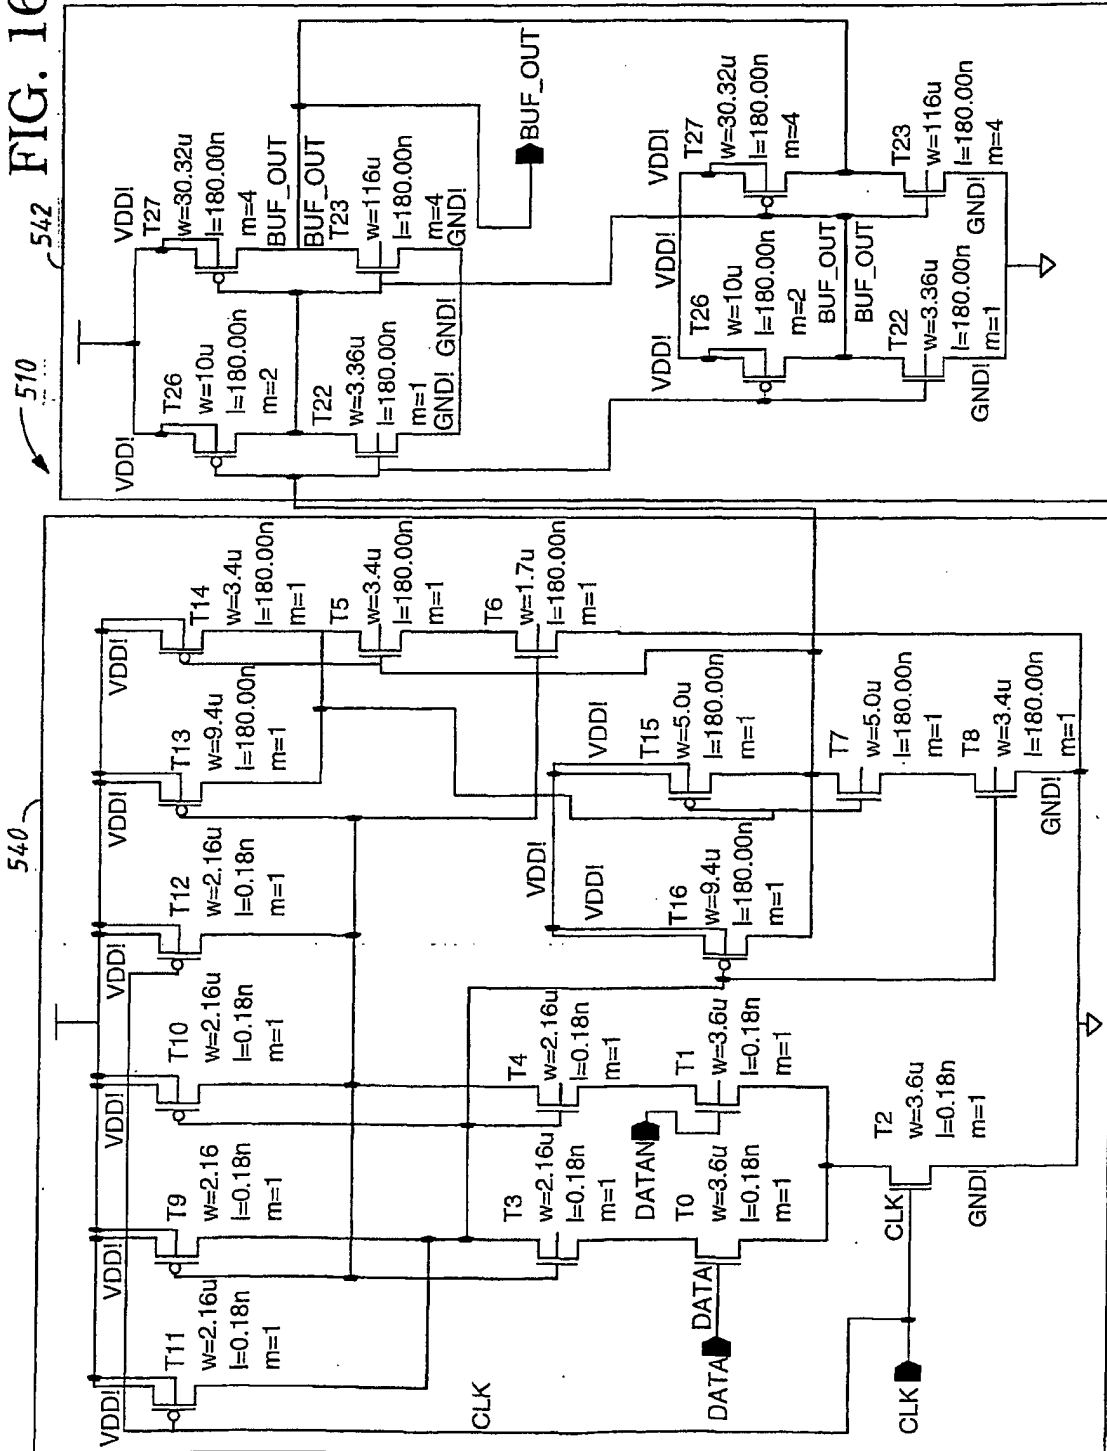 FIG. 16
510
542
VDD!
T26
w=10u
l=180.00n
m=2
VDD!
T27
w=30.32u
l=180.00n
m=4
BUF_OUT
BUF_OUT
T22
w=3.36u
l=180.00n
m=1
GND!
GND!
T23
w=116u
l=180.00n
m=4
GND!
BUF_OUT
VDD!
VDD!
T26
w=10u
l=180.00n
m=2
VDD!
T27
w=30.32u
l=180.00n
m=4
BUF_OUT
BUF_OUT
T22
w=3.36u
l=180.00n
m=1
GND!
T23
w=116u
l=180.00n
m=4
GND!
540
VDD!
T11
w=2.16u
l=0.18n
m=1
VDD!
T9
w=2.16
l=0.18n
m=1
VDD!
T10
w=2.16u
l=0.18n
m=1
VDD!
T12
w=2.16u
l=0.18n
m=1
VDD!
T13
w=9.4u
l=180.00n
m=1
VDD!
T14
w=3.4u
l=180.00n
m=1
T5
w=3.4u
l=180.00n
m=1
T6
w=1.7u
l=180.00n
m=1
T3
w=2.16u
l=0.18n
m=1
T4
w=2.16u
l=0.18n
m=1
VDD!
VDD!
T16
w=9.4u
l=180.00n
m=1
VDD!
T15
w=5.0u
l=180.00n
m=1
DATA
DATA
T0
w=3.6u
l=0.18n
m=1
DATAN
T1
w=3.6u
l=0.18n
m=1
T7
w=5.0u
l=180.00n
m=1
T8
w=3.4u
l=180.00n
m=1
GND!
CLK
CLK
CLK
T2
w=3.6u
l=0.18n
m=1
GND!